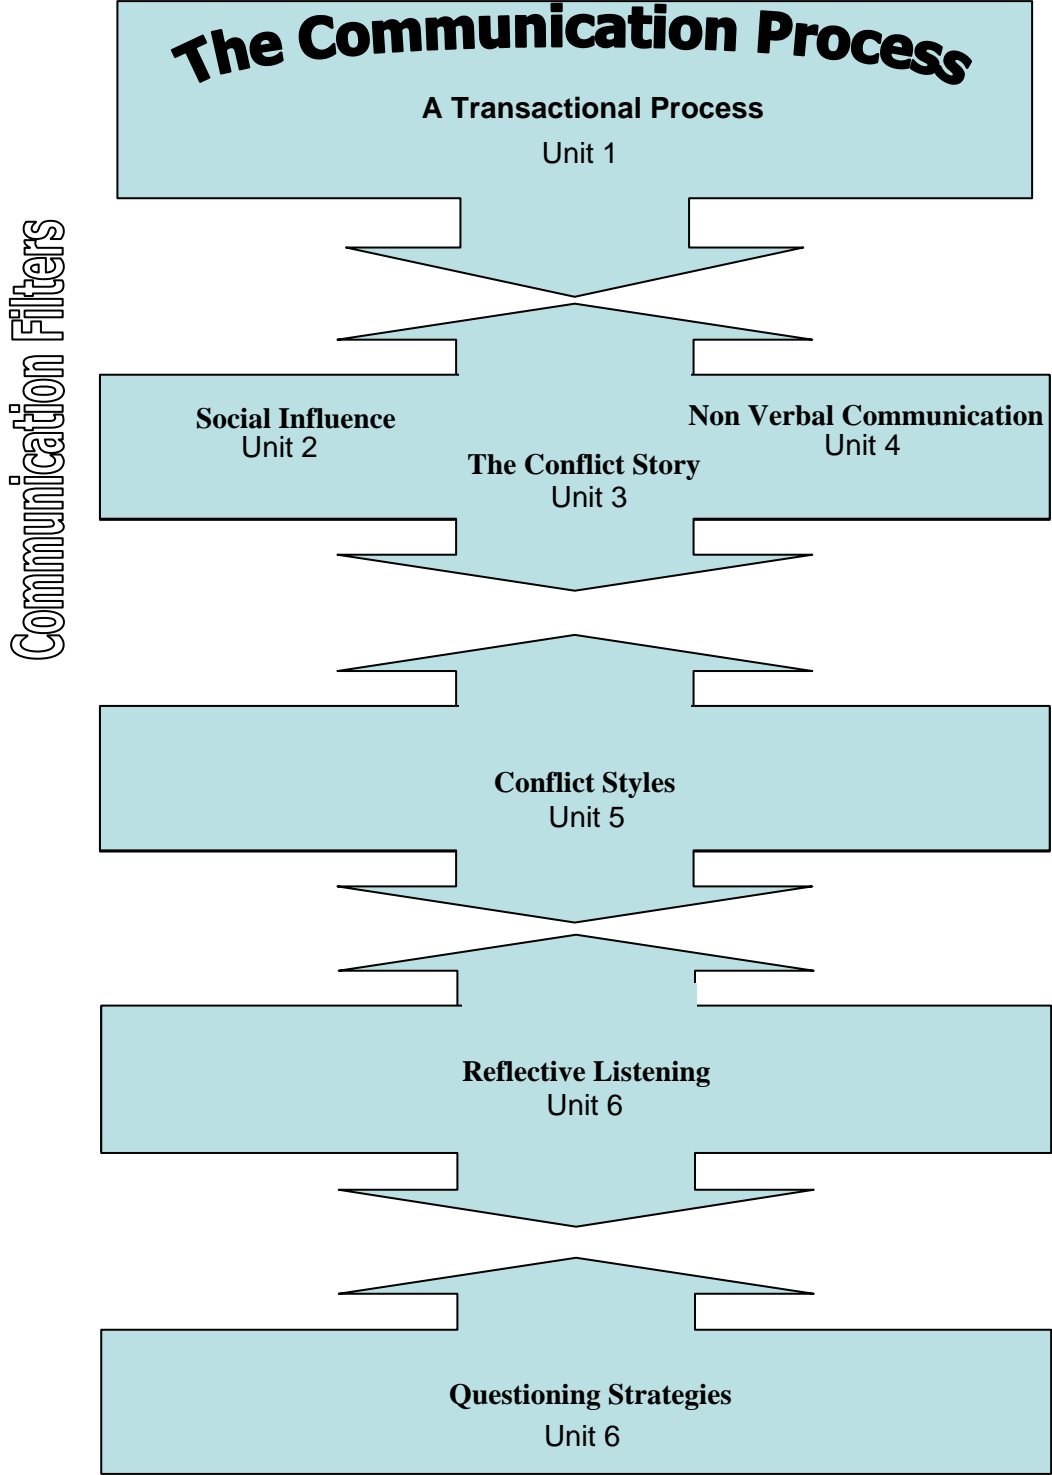 The Communication Process
A Transactional Process
Unit 1
Communication Filters
Social Influence
Unit 2
The Conflict Story
Unit 3
Non Verbal Communication
Unit 4
Conflict Styles
Unit 5
Reflective Listening
Unit 6
Questioning Strategies
Unit 6